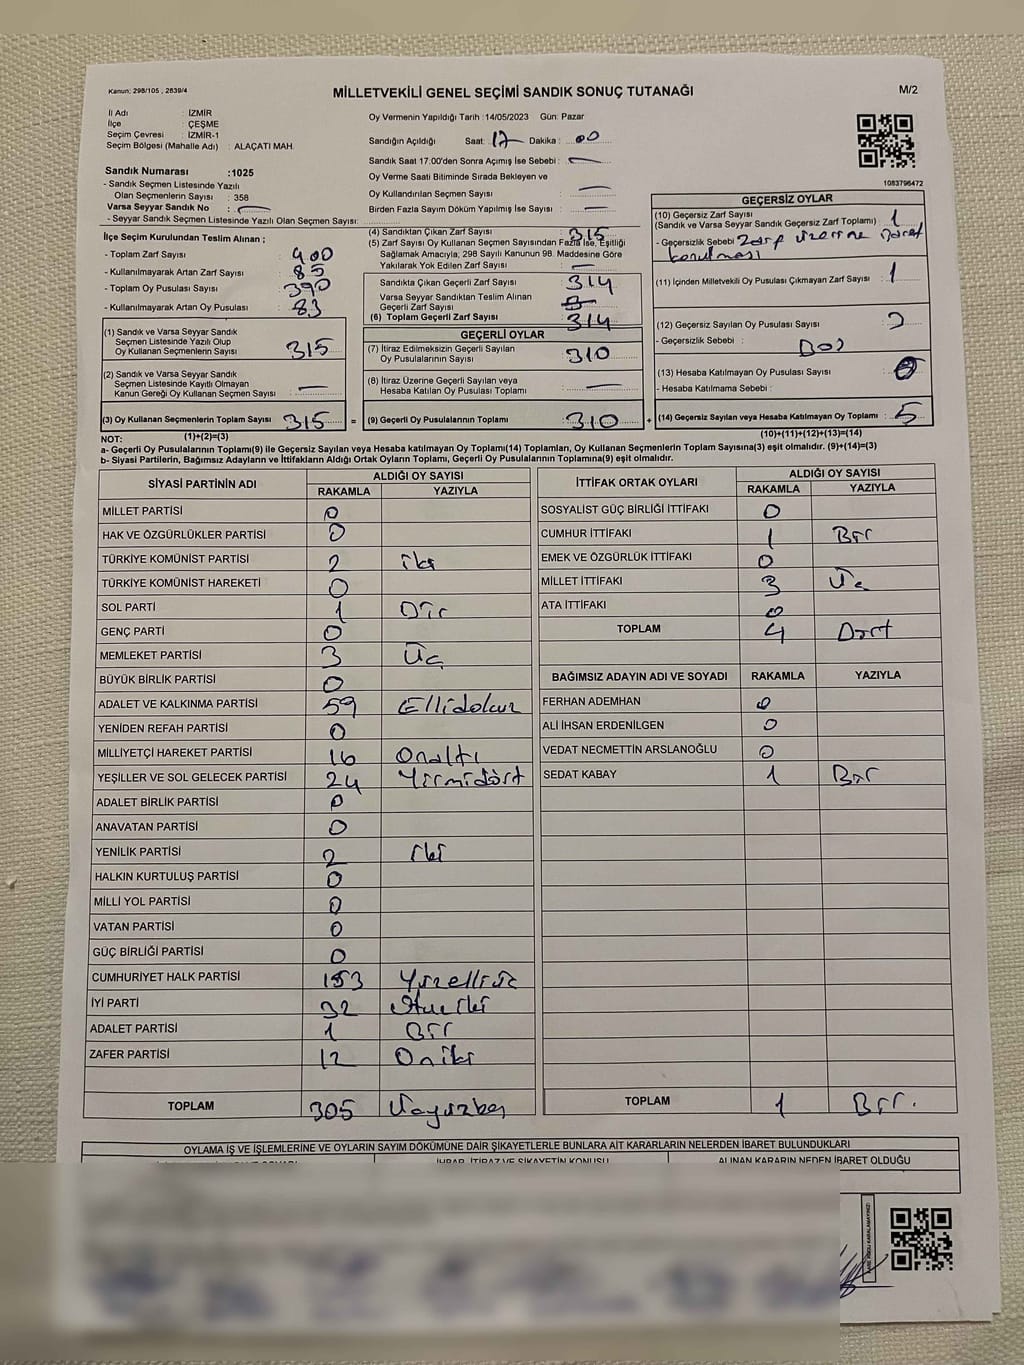 Kanun: 298/105 , 2839/4
MİLLETVEKİLİ GENEL SEÇİMİ SANDIK SONUÇ TUTANAĞI
M/2
İl Adı : İZMİR
İlçe : ÇEŞME
Seçim Çevresi : İZMİR-1
Seçim Bölgesi (Mahalle Adı) : ALAÇATI MAH.
Sandık Numarası :1025
- Sandık Seçmen Listesinde Yazılı
Olan Seçmenlerin Sayısı : 358
Varsa Seyyar Sandık No :
- Seyyar Sandık Seçmen Listesinde Yazılı Olan Seçmen Sayısı:
Oy Vermenin Yapıldığı Tarih :14/05/2023 Gün: Pazar
Sandığın Açıldığı Saat: 17 Dakika : 00
Sandık Saat 17.00'den Sonra Açımış İse Sebebi : —
Oy Verme Saati Bitiminde Sırada Bekleyen ve
Oy Kullandırılan Seçmen Sayısı : —
Birden Fazla Sayım Döküm Yapılmış İse Sayısı : —
1083796472
İlçe Seçim Kurulundan Teslim Alınan ;
- Toplam Zarf Sayısı : 400
- Kullanılmayarak Artan Zarf Sayısı : 85
- Toplam Oy Pusulası Sayısı : 390
- Kullanılmayarak Artan Oy Pusulası : 83
(1) Sandık ve Varsa Seyyar Sandık
Seçmen Listesinde Yazılı Olup
Oy Kullanan Seçmenlerin Sayısı : 315
(2) Sandık ve Varsa Seyyar Sandık
Seçmen Listesinde Kayıtlı Olmayan
Kanun Gereği Oy Kullanan Seçmen Sayısı : —
(3) Oy Kullanan Seçmenlerin Toplam Sayısı : 315 =
(4) Sandıktan Çıkan Zarf Sayısı : 315
(5) Zarf Sayısı Oy Kullanan Seçmen Sayısından Fazla İse, Eşitliği
Sağlamak Amacıyla; 298 Sayılı Kanunun 98. Maddesine Göre
Yakılarak Yok Edilen Zarf Sayısı : —
Sandıkta Çıkan Geçerli Zarf Sayısı : 314
Varsa Seyyar Sandıktan Teslim Alınan
Geçerli Zarf Sayısı :
(6) Toplam Geçerli Zarf Sayısı : 314
GEÇERLİ OYLAR
(7) İtiraz Edilmeksizin Geçerli Sayılan
Oy Pusulalarının Sayısı : 310
(8) İtiraz Üzerine Geçerli Sayılan veya
Hesaba Katılan Oy Pusulası Toplamı : —
(9) Geçerli Oy Pusulalarının Toplamı : 310 +
GEÇERSİZ OYLAR
(10) Geçersiz Zarf Sayısı
(Sandık ve Varsa Seyyar Sandık Geçersiz Zarf Toplamı) : 1
- Geçersizlik Sebebi Zarf üzerine işaret
konulması
(11) İçinden Milletvekili Oy Pusulası Çıkmayan Zarf Sayısı : 1
(12) Geçersiz Sayılan Oy Pusulası Sayısı :
- Geçersizlik Sebebi : Boş
(13) Hesaba Katılmayan Oy Pusulası Sayısı :
- Hesaba Katılmama Sebebi :
(14) Geçersiz Sayılan veya Hesaba Katılmayan Oy Toplamı : 5
NOT: (1)+(2)=(3) (10)+(11)+(12)+(13)=(14)
a- Geçerli Oy Pusulalarının Toplamı(9) ile Geçersiz Sayılan veya Hesaba katılmayan Oy Toplamı(14) Toplamları, Oy Kullanan Seçmenlerin Toplam Sayısına(3) eşit olmalıdır. (9)+(14)=(3)
b- Siyasi Partilerin, Bağımsız Adayların ve İttifakların Aldığı Ortak Oyların Toplamı, Geçerli Oy Pusulalarının Toplamına(9) eşit olmalıdır.
SİYASİ PARTİNİN ADI ALDIĞI OY SAYISI
RAKAMLA YAZIYLA
MİLLET PARTİSİ 0
HAK VE ÖZGÜRLÜKLER PARTİSİ 0
TÜRKİYE KOMÜNİST PARTİSİ 2 iki
TÜRKİYE KOMÜNİST HAREKETİ 0
SOL PARTİ 1 Bir
GENÇ PARTİ 0
MEMLEKET PARTİSİ 3 Üç
BÜYÜK BİRLİK PARTİSİ 0
ADALET VE KALKINMA PARTİSİ 59 Ellidokuz
YENİDEN REFAH PARTİSİ 0
MİLLİYETÇİ HAREKET PARTİSİ 16 Onaltı
YEŞİLLER VE SOL GELECEK PARTİSİ 24 Yirmidört
ADALET BİRLİK PARTİSİ 0
ANAVATAN PARTİSİ 0
YENİLİK PARTİSİ 2 iki
HALKIN KURTULUŞ PARTİSİ 0
MİLLİ YOL PARTİSİ 0
VATAN PARTİSİ 0
GÜÇ BİRLİĞİ PARTİSİ 0
CUMHURİYET HALK PARTİSİ 153 Yüzelliüç
İYİ PARTİ 32 Otuziki
ADALET PARTİSİ 1 Bir
ZAFER PARTİSİ 12 Oniki
TOPLAM 305 Üçyüzbeş
İTTİFAK ORTAK OYLARI ALDIĞI OY SAYISI
RAKAMLA YAZIYLA
SOSYALİST GÜÇ BİRLİĞİ İTTİFAKI 0
CUMHUR İTTİFAKI 1 Bir
EMEK VE ÖZGÜRLÜK İTTİFAKI 0
MİLLET İTTİFAKI 3 Üç
ATA İTTİFAKI 0
TOPLAM 4 Dört
BAĞIMSIZ ADAYIN ADI VE SOYADI RAKAMLA YAZIYLA
FERHAN ADEMHAN 0
ALİ İHSAN ERDENİLGEN 0
VEDAT NECMETTİN ARSLANOĞLU 0
SEDAT KABAY 1 Bir
TOPLAM 1 Bir.
OYLAMA İŞ VE İŞLEMLERİNE VE OYLARIN SAYIM DÖKÜMÜNE DAİR ŞİKAYETLERLE BUNLARA AİT KARARLARIN NELERDEN İBARET BULUNDUKLARI
İHBAR, İTİRAZ VE ŞİKAYETİN KONUSU ALINAN KARARIN NEDEN İBARET OLDUĞU